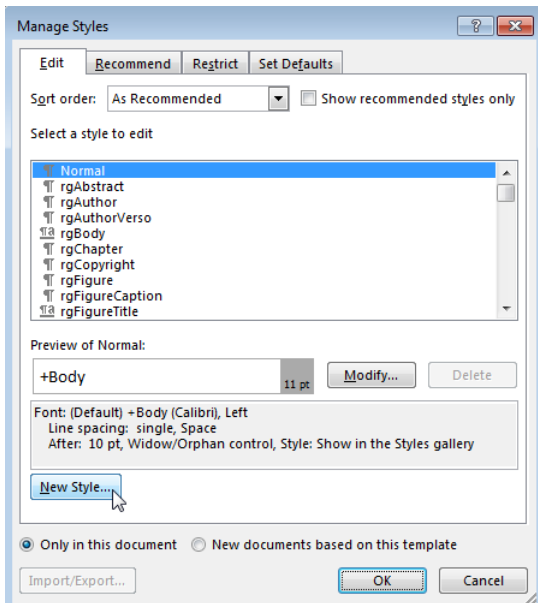 Manage Styles
Edit Recommend Restrict Set Defaults
Sort order: As Recommended Show recommended styles only
Select a style to edit
¶ Normal
¶ rgAbstract
¶ rgAuthor
¶ rgAuthorVerso
¶a rgBody
¶ rgChapter
¶ rgCopyright
¶ rgFigure
¶ rgFigureCaption
¶a rgFigureTitle
Preview of Normal:
+Body 11 pt Modify... Delete
Font: (Default) +Body (Calibri), Left
Line spacing: single, Space
After: 10 pt, Widow/Orphan control, Style: Show in the Styles gallery
New Style...
Only in this document New documents based on this template
Import/Export... OK Cancel